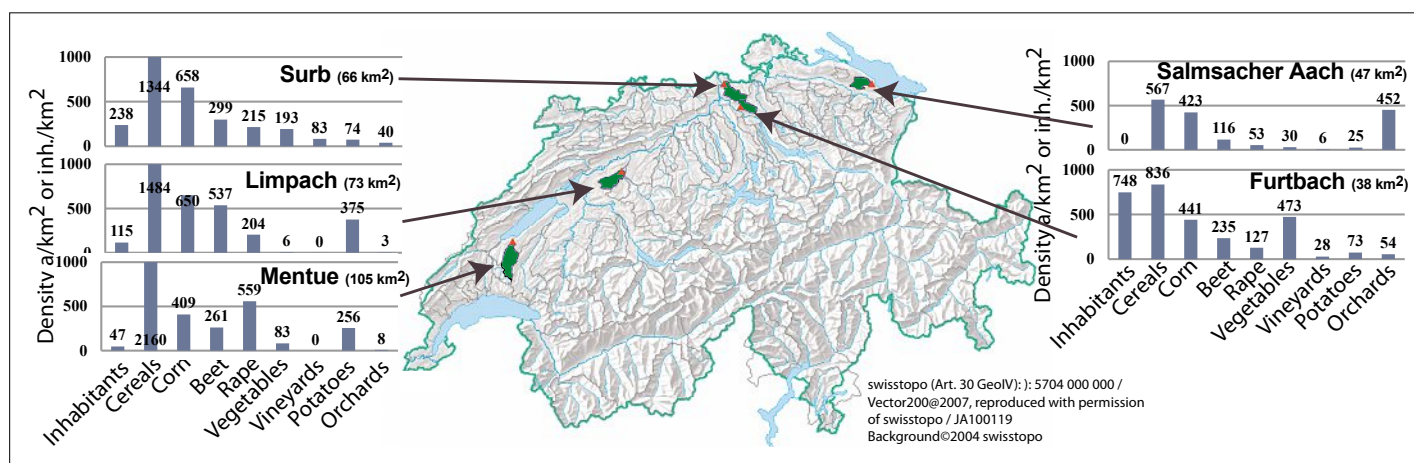 Density a/km2 or inh./km2
1000
500
0
Surb (66 km2)
238 1344 658 299 215 193 83 74 40
1000
500
0
Limpach (73 km2)
115 1484 650 537 204 6 0 375 3
1000
500
0
Mentue (105 km2)
47 2160 409 261 559 83 0 256 8
Inhabitants
Cereals
Corn
Beet
Rape
Vegetables
Vineyards
Potatoes
Orchards
Density a/km2 or inh./km2
1000
500
0
Salmsacher Aach (47 km2)
0 567 423 116 53 30 6 25 452
1000
500
0
Furtbach (38 km2)
748 836 441 235 127 473 28 73 54
Inhabitants
Cereals
Corn
Beet
Rape
Vegetables
Vineyards
Potatoes
Orchards
swisstopo (Art. 30 GeoIV): ): 5704 000 000 /
Vector200@2007, reproduced with permission
of swisstopo / JA100119
Background©2004 swisstopo